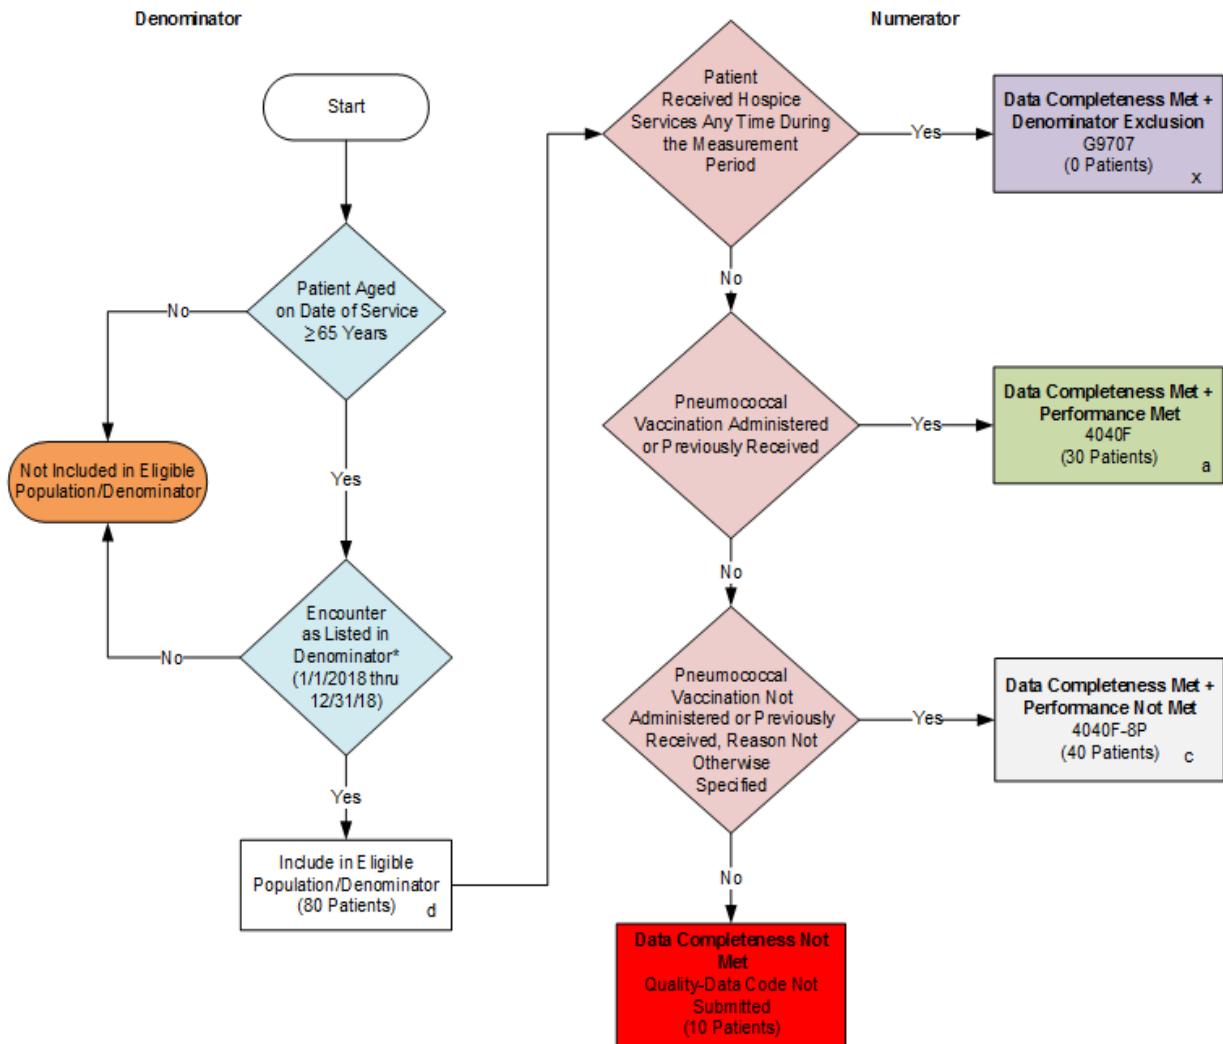 Denominator
Start
Patient Aged
on Date of Service
≥65 Years
No
Yes
Not Included in Eligible
Population/Denominator
Encounter
as Listed in
Denominator*
(1/1/2018 thru
12/31/18)
No
Yes
Include in Eligible
Population/Denominator
(80 Patients)
d
Numerator
Patient
Received Hospice
Services Any Time During
the Measurement
Period
Yes
Data Completeness Met +
Denominator Exclusion
G9707
(0 Patients)
x
No
Pneumococcal
Vaccination Administered
or Previously Received
Yes
Data Completeness Met +
Performance Met
4040F
(30 Patients)
a
No
Pneumococcal
Vaccination Not
Administered or Previously
Received, Reason Not
Otherwise
Specified
Yes
Data Completeness Met +
Performance Not Met
4040F-8P
(40 Patients)
c
No
Data Completeness Not
Met
Quality-Data Code Not
Submitted
(10 Patients)